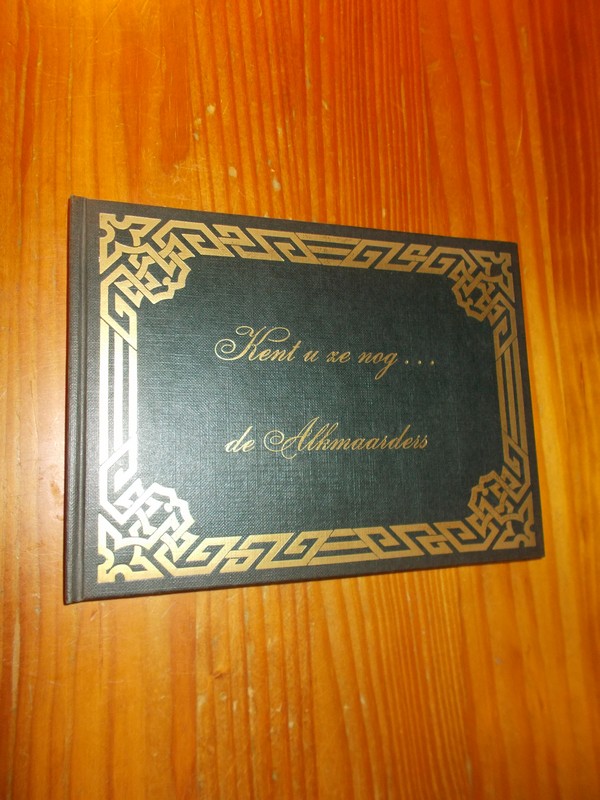 Kent u ze nog...
de Alkmaarders